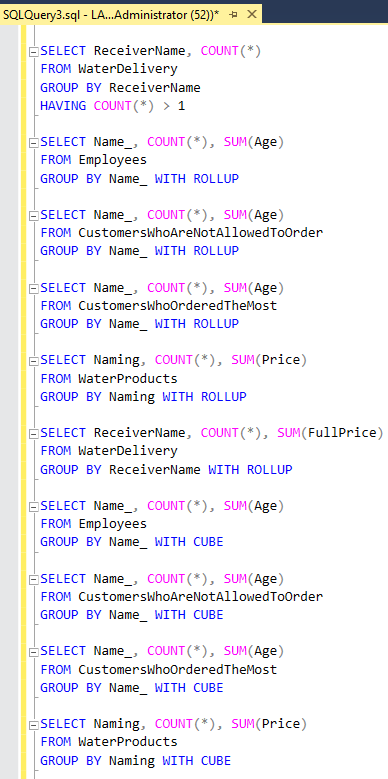 SQLQuery3.sql - LA...Administrator (52))*
SELECT ReceiverName, COUNT(*)
FROM WaterDelivery
GROUP BY ReceiverName
HAVING COUNT(*) > 1
SELECT Name_, COUNT(*), SUM(Age)
FROM Employees
GROUP BY Name_ WITH ROLLUP
SELECT Name_, COUNT(*), SUM(Age)
FROM CustomersWhoAreNotAllowedToOrder
GROUP BY Name_ WITH ROLLUP
SELECT Name_, COUNT(*), SUM(Age)
FROM CustomersWhoOrderedTheMost
GROUP BY Name_ WITH ROLLUP
SELECT Naming, COUNT(*), SUM(Price)
FROM WaterProducts
GROUP BY Naming WITH ROLLUP
SELECT ReceiverName, COUNT(*), SUM(FullPrice)
FROM WaterDelivery
GROUP BY ReceiverName WITH ROLLUP
SELECT Name_, COUNT(*), SUM(Age)
FROM Employees
GROUP BY Name_ WITH CUBE
SELECT Name_, COUNT(*), SUM(Age)
FROM CustomersWhoAreNotAllowedToOrder
GROUP BY Name_ WITH CUBE
SELECT Name_, COUNT(*), SUM(Age)
FROM CustomersWhoOrderedTheMost
GROUP BY Name_ WITH CUBE
SELECT Naming, COUNT(*), SUM(Price)
FROM WaterProducts
GROUP BY Naming WITH CUBE